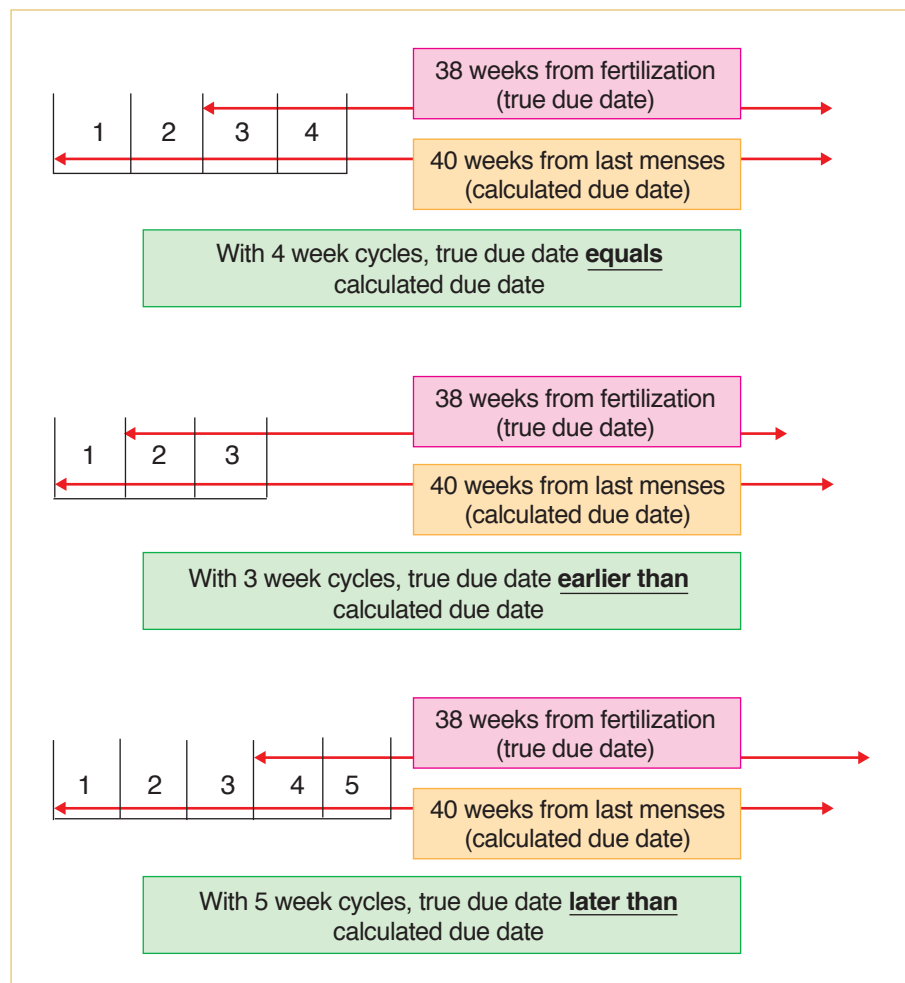 38 weeks from fertilization
(true due date)
1 2 3 4
40 weeks from last menses
(calculated due date)
With 4 week cycles, true due date equals
calculated due date
38 weeks from fertilization
(true due date)
1 2 3
40 weeks from last menses
(calculated due date)
With 3 week cycles, true due date earlier than
calculated due date
38 weeks from fertilization
(true due date)
1 2 3 4 5
40 weeks from last menses
(calculated due date)
With 5 week cycles, true due date later than
calculated due date